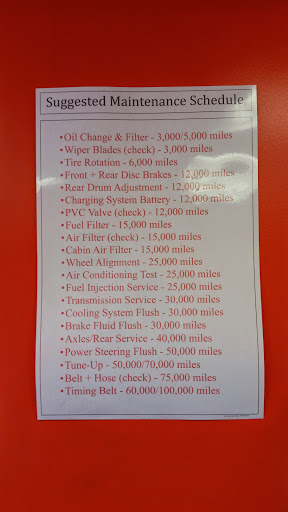 Suggested Maintenance Schedule
•Oil Change & Filter - 3,000/5,000 miles
•Wiper Blades (check) - 3,000 miles
•Tire Rotation - 6,000 miles
•Front + Rear Disc Brakes - 12,000 miles
•Rear Drum Adjustment - 12,000 miles
•Charging System Battery - 12,000 miles
•PVC Valve (check) - 12,000 miles
•Fuel Filter - 15,000 miles
•Air Filter (check) - 15,000 miles
•Cabin Air Filter - 15,000 miles
•Wheel Alignment - 25,000 miles
•Air Conditioning Test - 25,000 miles
•Fuel Injection Service - 25,000 miles
•Transmission Service - 30,000 miles
•Cooling System Flush - 30,000 miles
•Brake Fluid Flush - 30,000 miles
•Axles/Rear Service - 40,000 miles
•Power Steering Flush - 50,000 miles
•Tune-Up - 50,000/70,000 miles
•Belt + Hose (check) - 75,000 miles
•Timing Belt - 60,000/100,000 miles